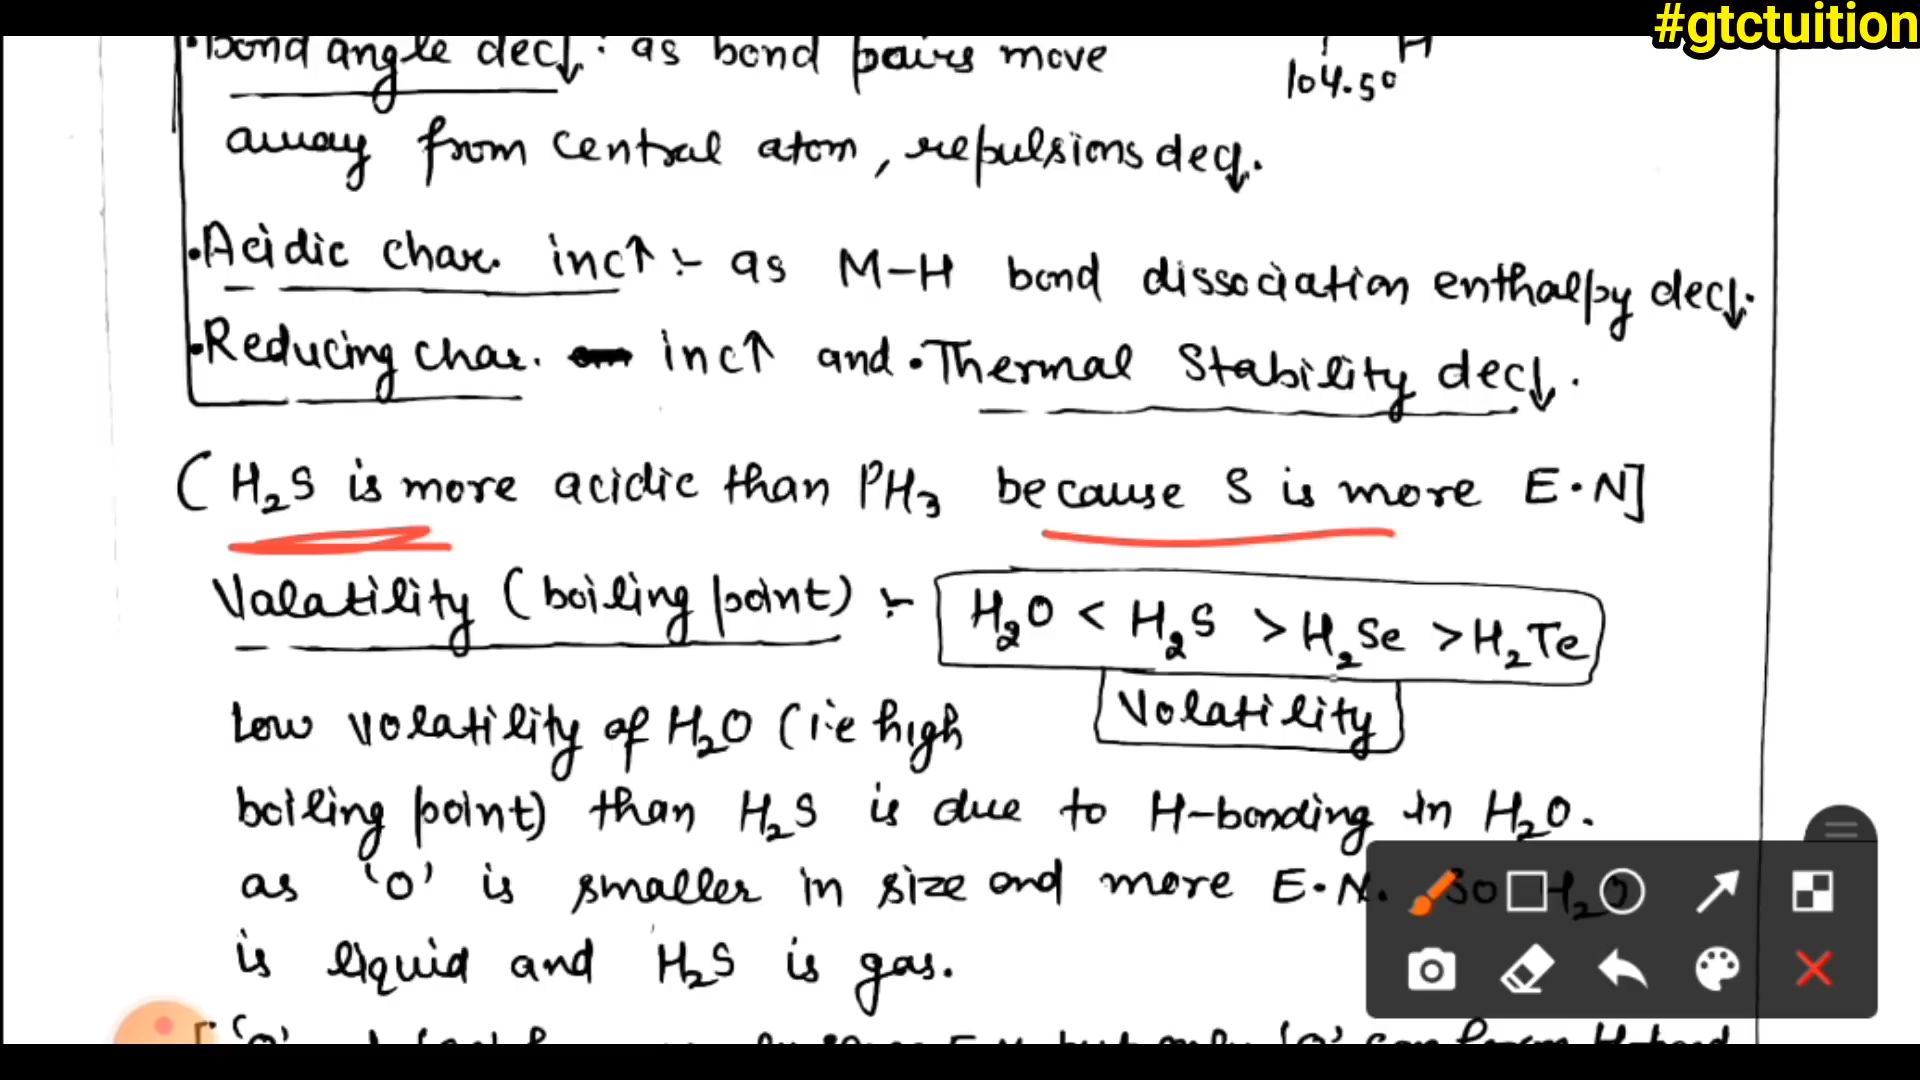 #gtctuition
•Bond angle dec↓ : as bond pairs move
H
104.5°
away from central atom, repulsions dec↓.
•Acidic char. inc↑ :- as M-H bond dissociation enthalpy dec↓.
•Reducing char. inc↑ and •Thermal Stability dec↓.
(H₂S is more acidic than PH₃ because S is more E.N]
Valatility (boiling point) :- H₂O < H₂S > H₂Se > H₂Te
Volatility
Low volatility of H₂O (i.e high
boiling point) than H₂S is due to H-bonding in H₂O.
as 'O' is smaller in size and more E.N. So H₂O
is liquid and H₂S is gas.